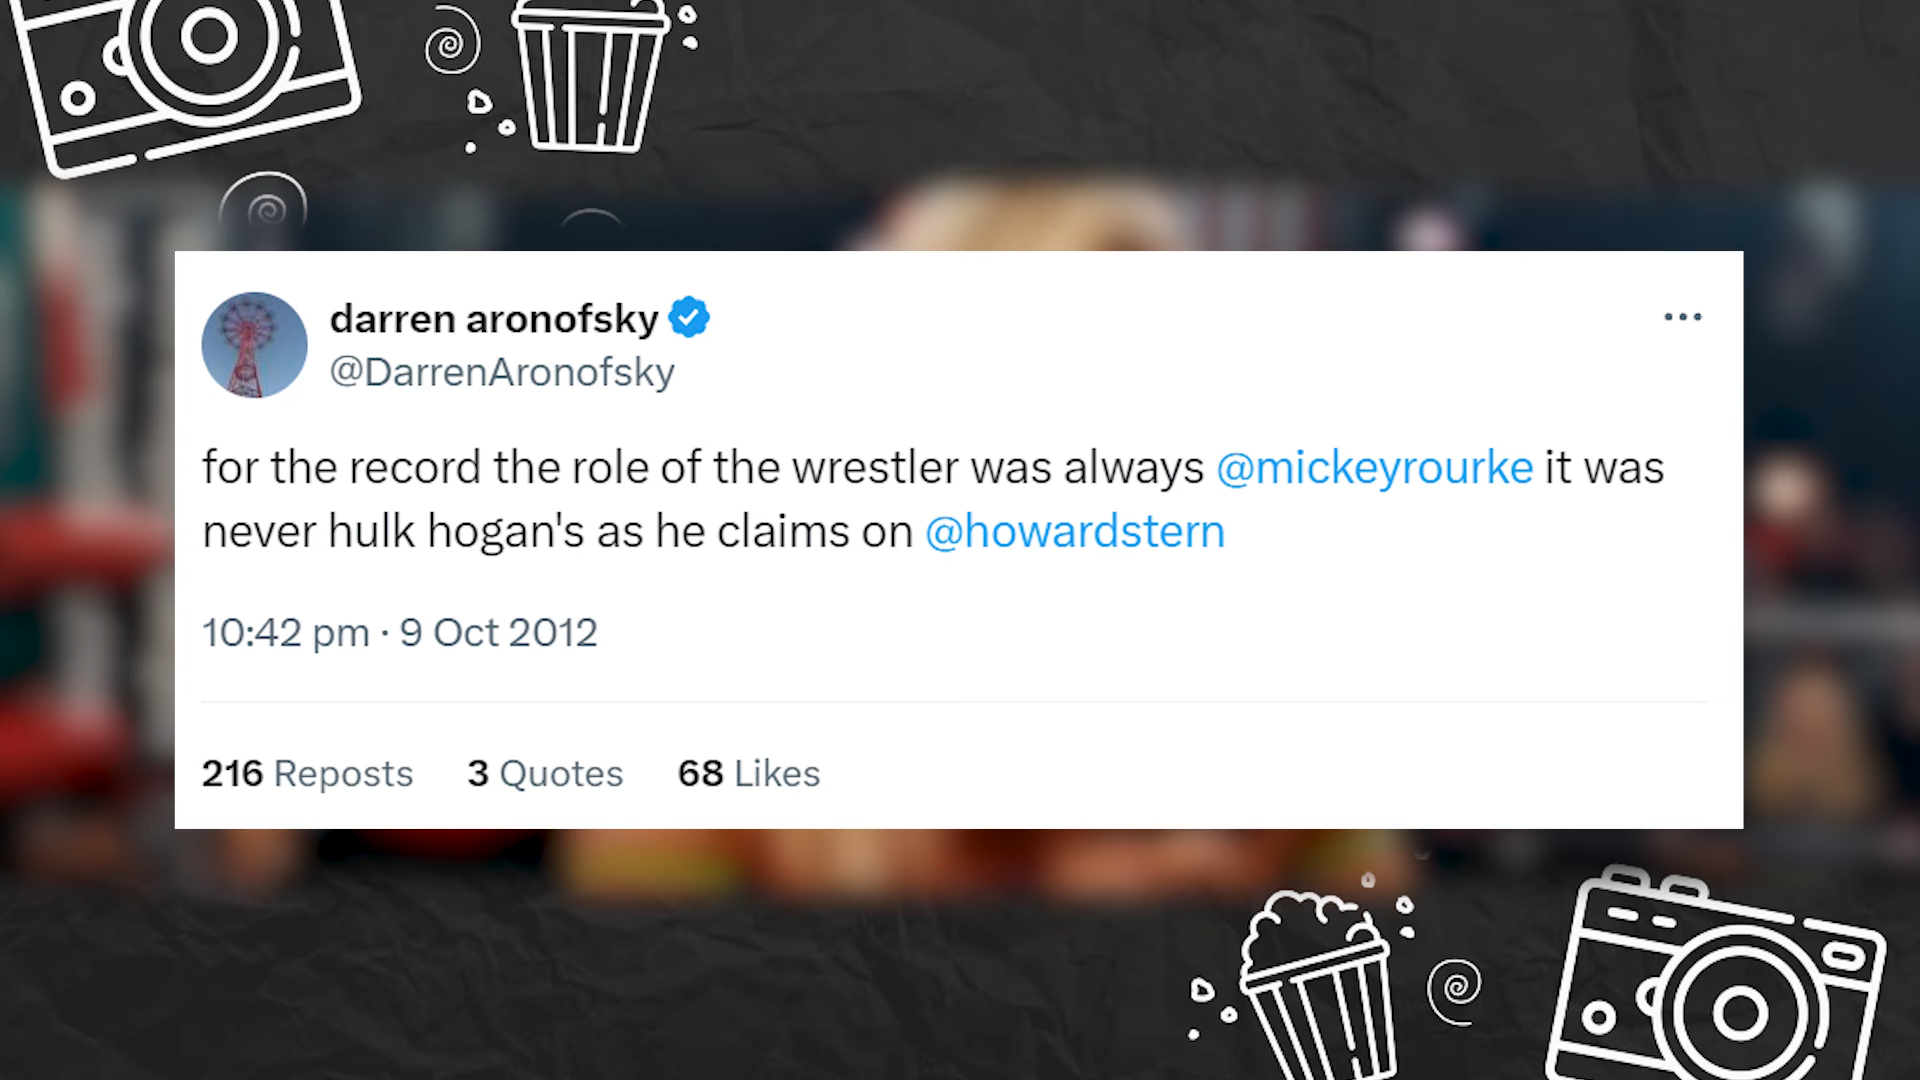 darren aronofsky
@DarrenAronofsky
for the record the role of the wrestler was always @mickeyrourke it was
never hulk hogan's as he claims on @howardstern
10:42 pm · 9 Oct 2012
216 Reposts 3 Quotes 68 Likes